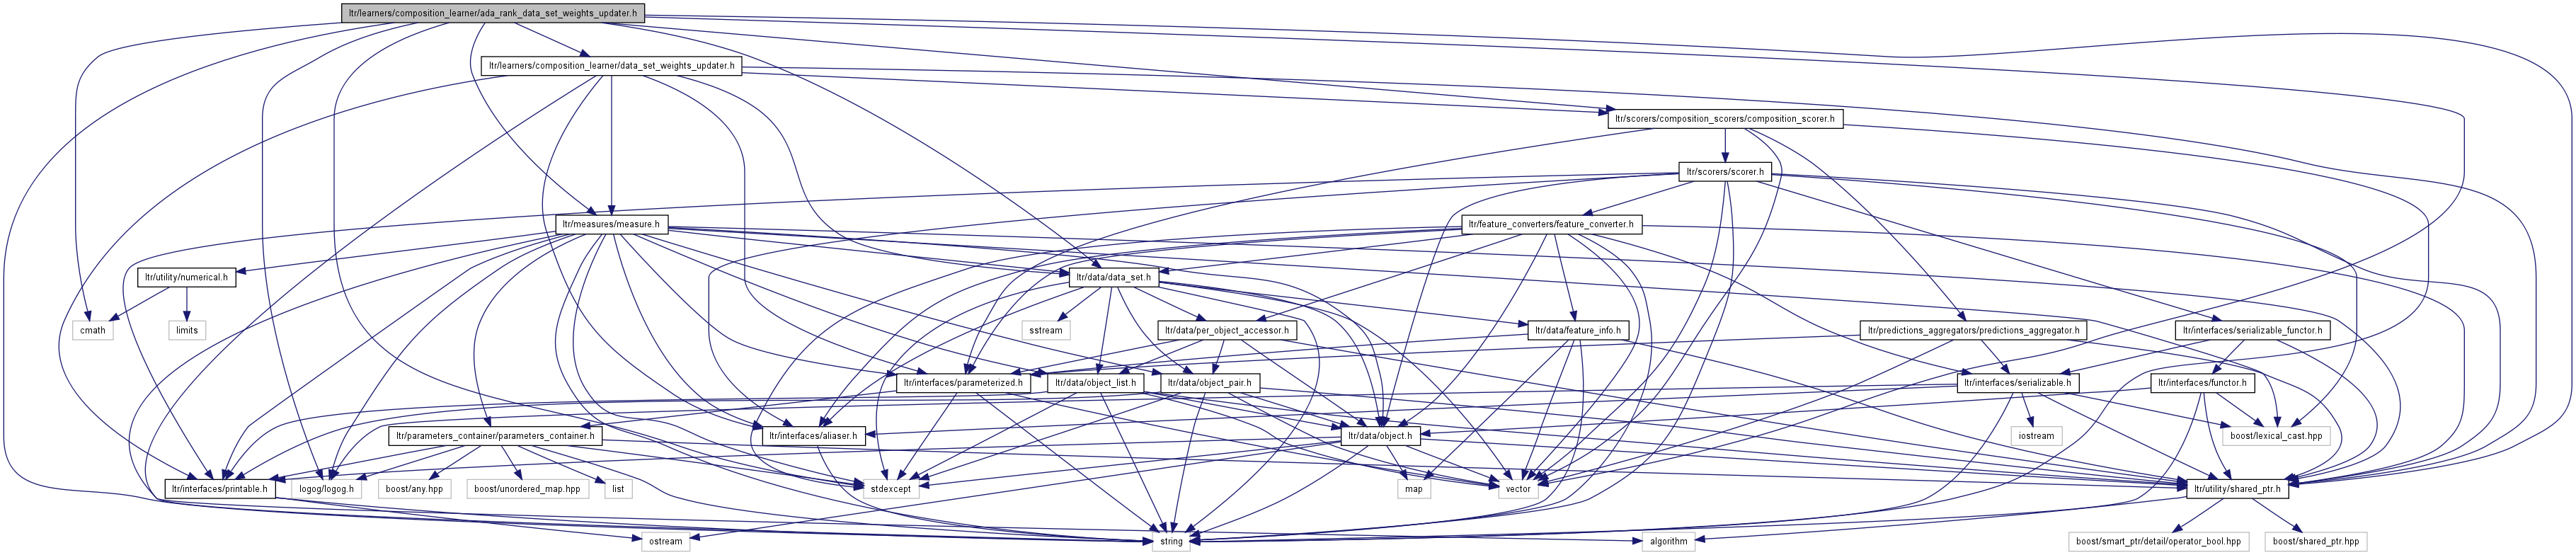 ltr/learners/composition_learner/ada_rank_data_set_weights_updater.h
ltr/learners/composition_learner/data_set_weights_updater.h
ltr/scorers/composition_scorers/composition_scorer.h
ltr/scorers/scorer.h
ltr/measures/measure.h
ltr/feature_converters/feature_converter.h
ltr/utility/numerical.h
ltr/data/data_set.h
cmath
limits
sstream
ltr/data/per_object_accessor.h
ltr/data/feature_info.h
ltr/predictions_aggregators/predictions_aggregator.h
ltr/interfaces/serializable_functor.h
ltr/interfaces/parameterized.h
ltr/data/object_list.h
ltr/data/object_pair.h
ltr/interfaces/serializable.h
ltr/interfaces/functor.h
ltr/parameters_container/parameters_container.h
ltr/interfaces/aliaser.h
ltr/data/object.h
iostream
boost/lexical_cast.hpp
ltr/interfaces/printable.h
logog/logog.h
boost/any.hpp
boost/unordered_map.hpp
list
stdexcept
map
vector
ltr/utility/shared_ptr.h
ostream
string
algorithm
boost/smart_ptr/detail/operator_bool.hpp
boost/shared_ptr.hpp